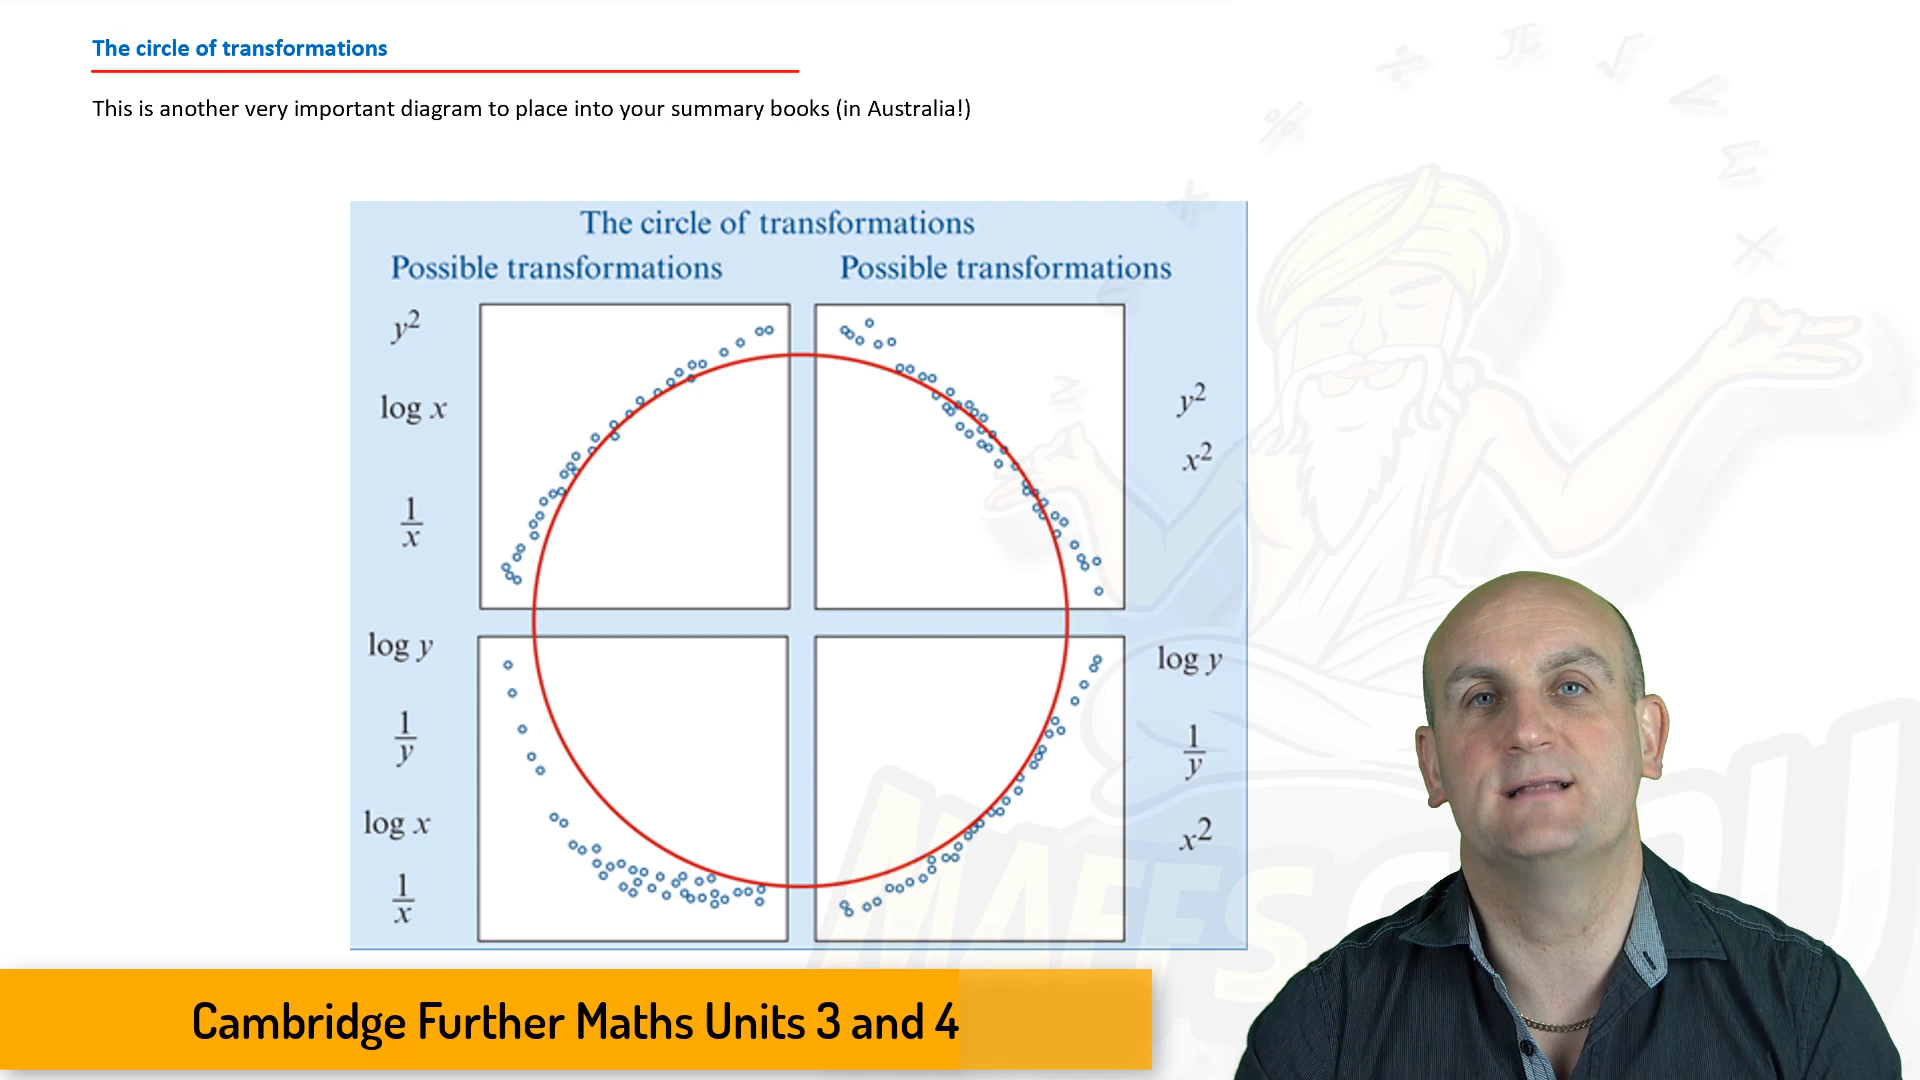 The circle of transformations
This is another very important diagram to place into your summary books (in Australia!)
The circle of transformations
Possible transformations
Possible transformations
y²
log x
1/x
y²
x²
log y
1/y
log x
1/x
log y
1/y
x²
Cambridge Further Maths Units 3 and 4